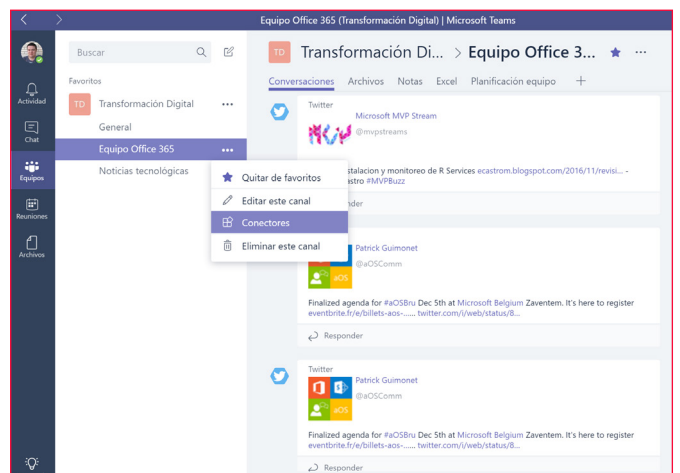 Equipo Office 365 (Transformación Digital) | Microsoft Teams
Buscar
Actividad
Chat
Equipos
Reuniones
Archivos
Favoritos
TD Transformación Digital
General
Equipo Office 365
Noticias tecnológicas
Quitar de favoritos
Editar este canal
Conectores
Eliminar este canal
TD Transformación Di... > Equipo Office 3...
Conversaciones Archivos Notas Excel Planificación equipo
Twitter
Microsoft MVP Stream
@mvpstreams
stalacion y monitoreo de R Services ecastrom.blogspot.com/2016/11/revisi... -
astro #MVPBuzz
nder
Patrick Guimonet
@aOSComm
aOS
Finalized agenda for #aOSBru Dec 5th at Microsoft Belgium Zaventem. It's here to register
eventbrite.fr/e/billets-aos-...... twitter.com/i/web/status/8...
Responder
Twitter
Patrick Guimonet
@aOSComm
aOS
Finalized agenda for #aOSBru Dec 5th at Microsoft Belgium Zaventem. It's here to register
eventbrite.fr/e/billets-aos-...... twitter.com/i/web/status/8...
Responder